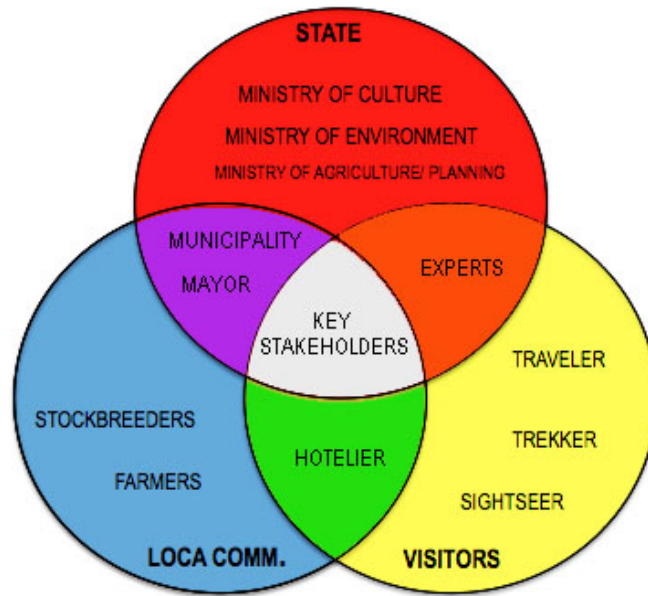 STATE
MINISTRY OF CULTURE
MINISTRY OF ENVIRONMENT
MINISTRY OF AGRICULTURE/ PLANNING
MUNICIPALITY
MAYOR
EXPERTS
KEY
STAKEHOLDERS
TRAVELER
STOCKBREEDERS
TREKKER
HOTELIER
FARMERS
SIGHTSEER
LOCA COMM.
VISITORS